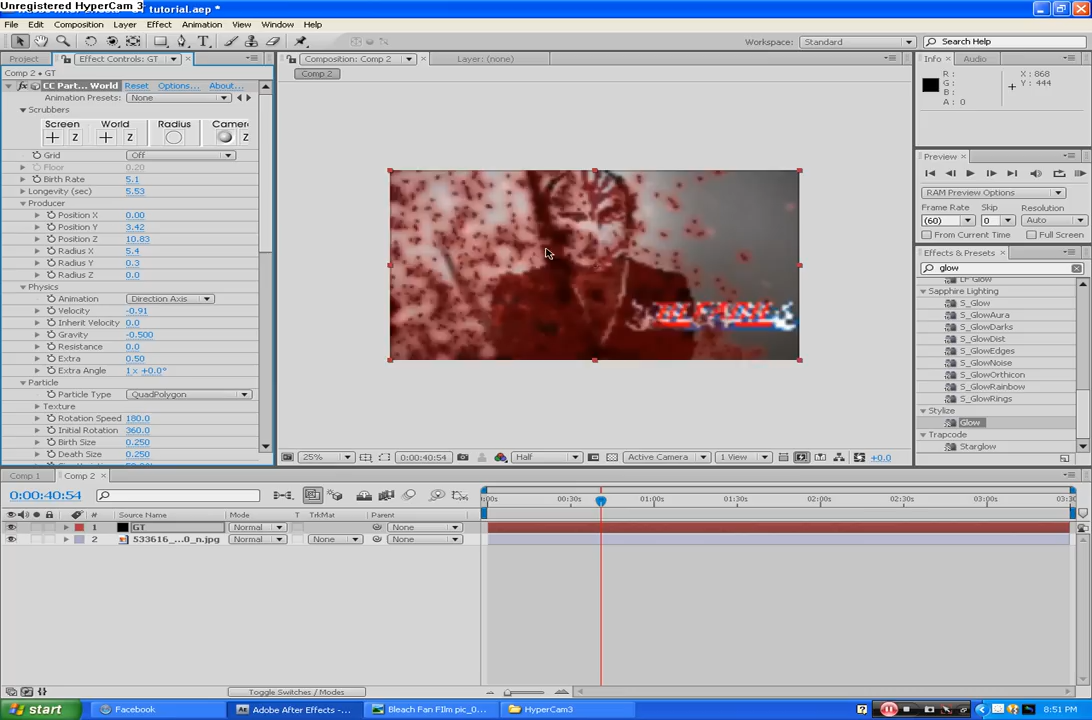 Unregistered HyperCam 3
tutorial.aep *
File Edit Composition Layer Effect Animation View Window Help
Workspace: Standard
Search Help
Project Effect Controls: GT
Composition: Comp 2
Layer: (none)
Info Audio
Comp 2 • GT
Comp 2
R :
G :
B :
A : 0
X : 868
Y : 444
fx CC Part... World Reset Options... About...
Animation Presets: None
Scrubbers
Screen World Radius Camer
Z Z Z
Grid Off
Floor 0.20
Birth Rate 5.1
Longevity (sec) 5.53
Producer
Position X 0.00
Position Y 3.42
Position Z 10.83
Radius X 5.4
Radius Y 0.3
Radius Z 0.0
Physics
Animation Direction Axis
Velocity -0.91
Inherit Velocity 0.0
Gravity -0.500
Resistance 0.0
Extra 0.50
Extra Angle 1 x +0.0°
Particle
Particle Type QuadPolygon
Texture
Rotation Speed 180.0
Initial Rotation 360.0
Birth Size 0.250
Death Size 0.250
Preview
RAM Preview Options
Frame Rate Skip Resolution
(60) 0 Auto
From Current Time Full Screen
Effects & Presets
glow
LF Glow
Sapphire Lighting
S_Glow
S_GlowAura
S_GlowDarks
S_GlowDist
S_GlowEdges
S_GlowNoise
S_GlowOrthicon
S_GlowRainbow
S_GlowRings
Stylize
Glow
Trapcode
Starglow
25% 0:00:40:54 Half Active Camera 1 View +0.0
Comp 1 Comp 2
0:00:40:54
:00s 00:30s 01:00s 01:30s 02:00s 02:30s 03:00s 03:30
# Source Name Mode T TrkMat Parent
1 GT Normal None
2 533616_...0_n.jpg Normal None None
Toggle Switches / Modes
start Facebook Adobe After Effects -... Bleach Fan FIlm pic_0... HyperCam3 8:51 PM